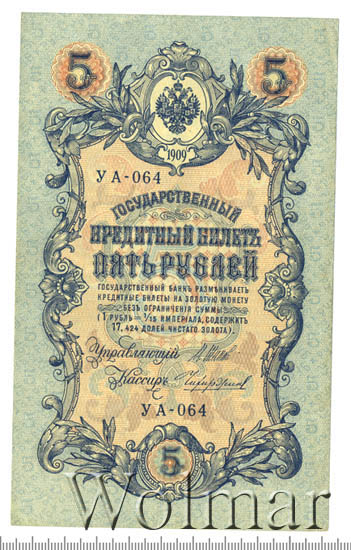 5 5
1909
УА-064
ГОСУДАРСТВЕННЫЙ
КРЕДИТНЫЙ БИЛЕТЪ
ПЯТЬ РУБЛЕЙ
ГОСУДАРСТВЕННЫЙ БАНКЪ РАЗМѢНИВАЕТЪ
КРЕДИТНЫЕ БИЛЕТЫ НА ЗОЛОТУЮ МОНЕТУ
БЕЗЪ ОГРАНИЧЕНІЯ СУММЫ
(1 РУБЛЬ = 1/15 ИМПЕРІАЛА, СОДЕРЖИТЪ
17,424 ДОЛЕЙ ЧИСТАГО ЗОЛОТА).
Управляющій
Кассиръ
УА-064
5
Wolmar